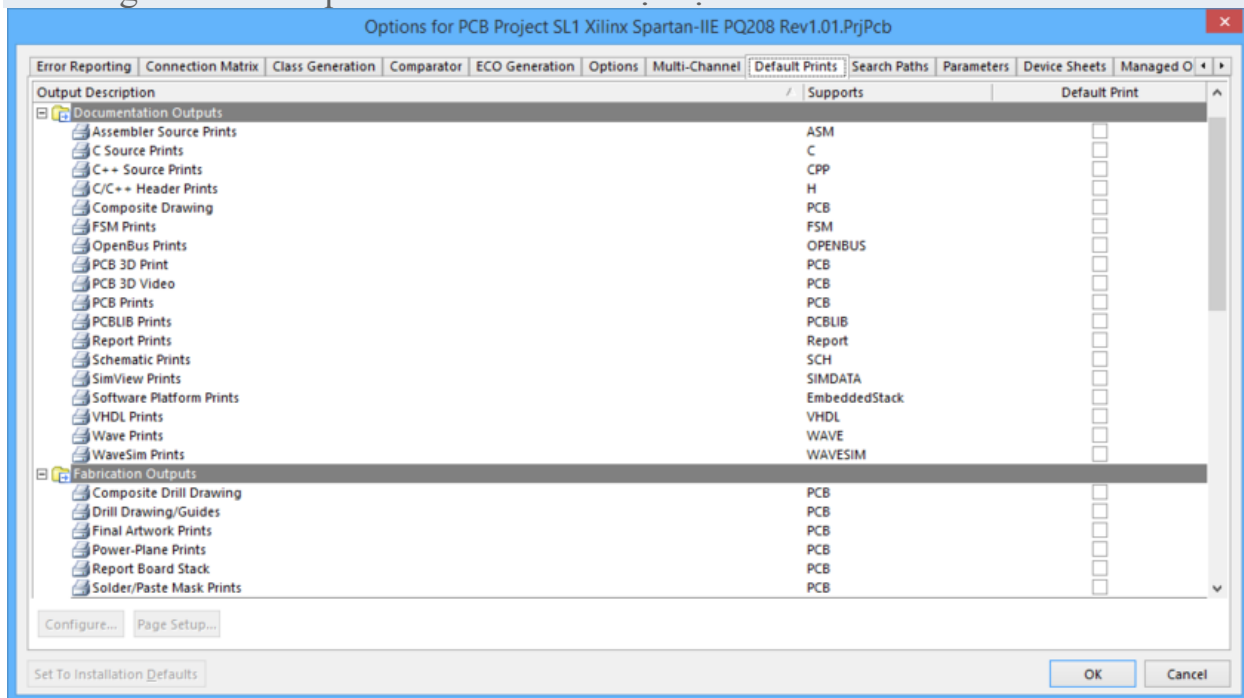 Options for PCB Project SL1 Xilinx Spartan-IIE PQ208 Rev1.01.PrjPcb
Error Reporting Connection Matrix Class Generation Comparator ECO Generation Options Multi-Channel Default Prints Search Paths Parameters Device Sheets Managed O
Output Description / Supports Default Print
Documentation Outputs
Assembler Source Prints ASM
C Source Prints C
C++ Source Prints CPP
C/C++ Header Prints H
Composite Drawing PCB
FSM Prints FSM
OpenBus Prints OPENBUS
PCB 3D Print PCB
PCB 3D Video PCB
PCB Prints PCB
PCBLIB Prints PCBLIB
Report Prints Report
Schematic Prints SCH
SimView Prints SIMDATA
Software Platform Prints EmbeddedStack
VHDL Prints VHDL
Wave Prints WAVE
WaveSim Prints WAVESIM
Fabrication Outputs
Composite Drill Drawing PCB
Drill Drawing/Guides PCB
Final Artwork Prints PCB
Power-Plane Prints PCB
Report Board Stack PCB
Solder/Paste Mask Prints PCB
Configure... Page Setup...
Set To Installation Defaults OK Cancel